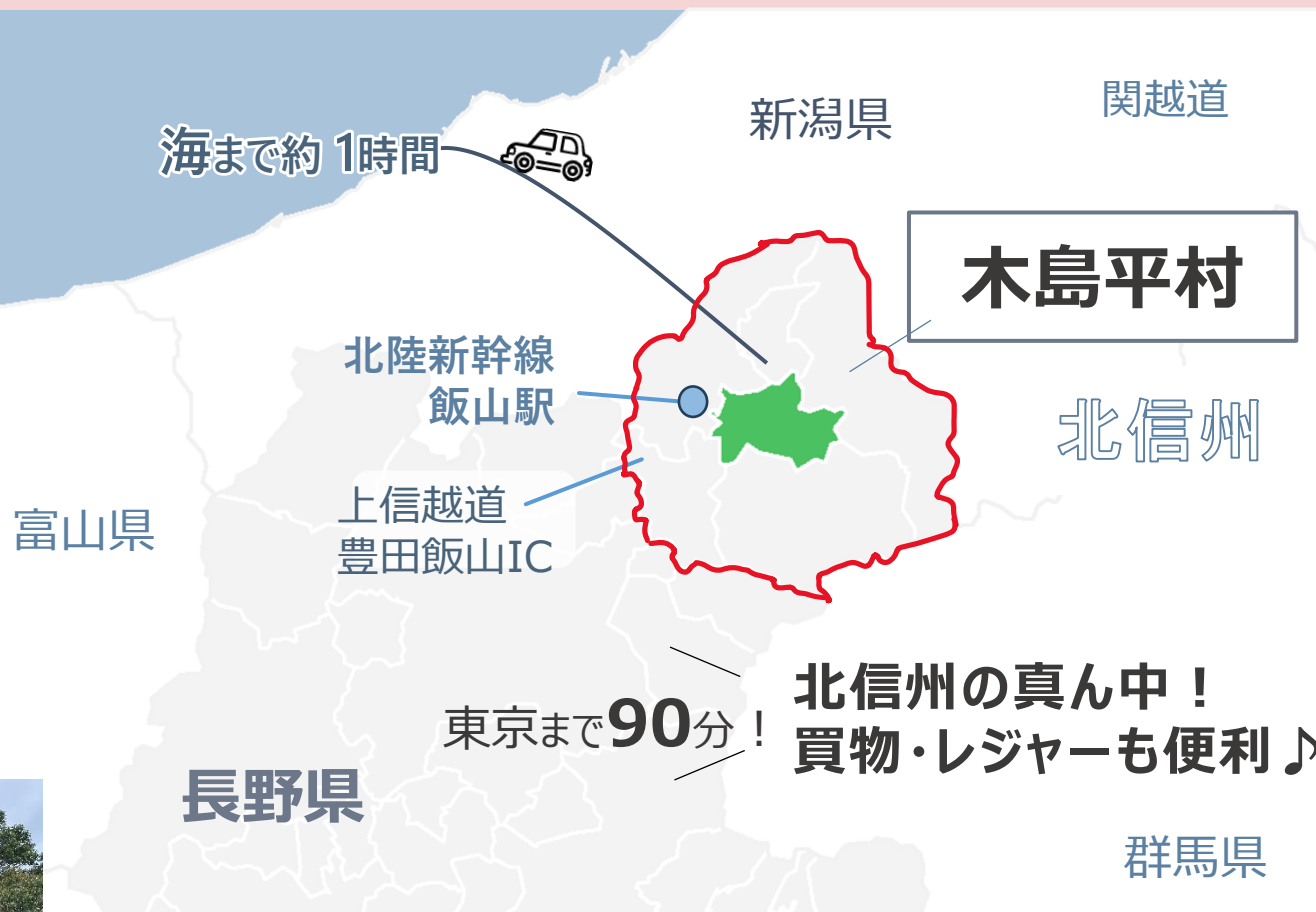 関越道
新潟県
海まで約 1時間
木島平村
北陸新幹線
飯山駅
北信州
上信越道
豊田飯山IC
富山県
北信州の真ん中！
東京まで90分！
買物・レジャーも便利♪
長野県
群馬県